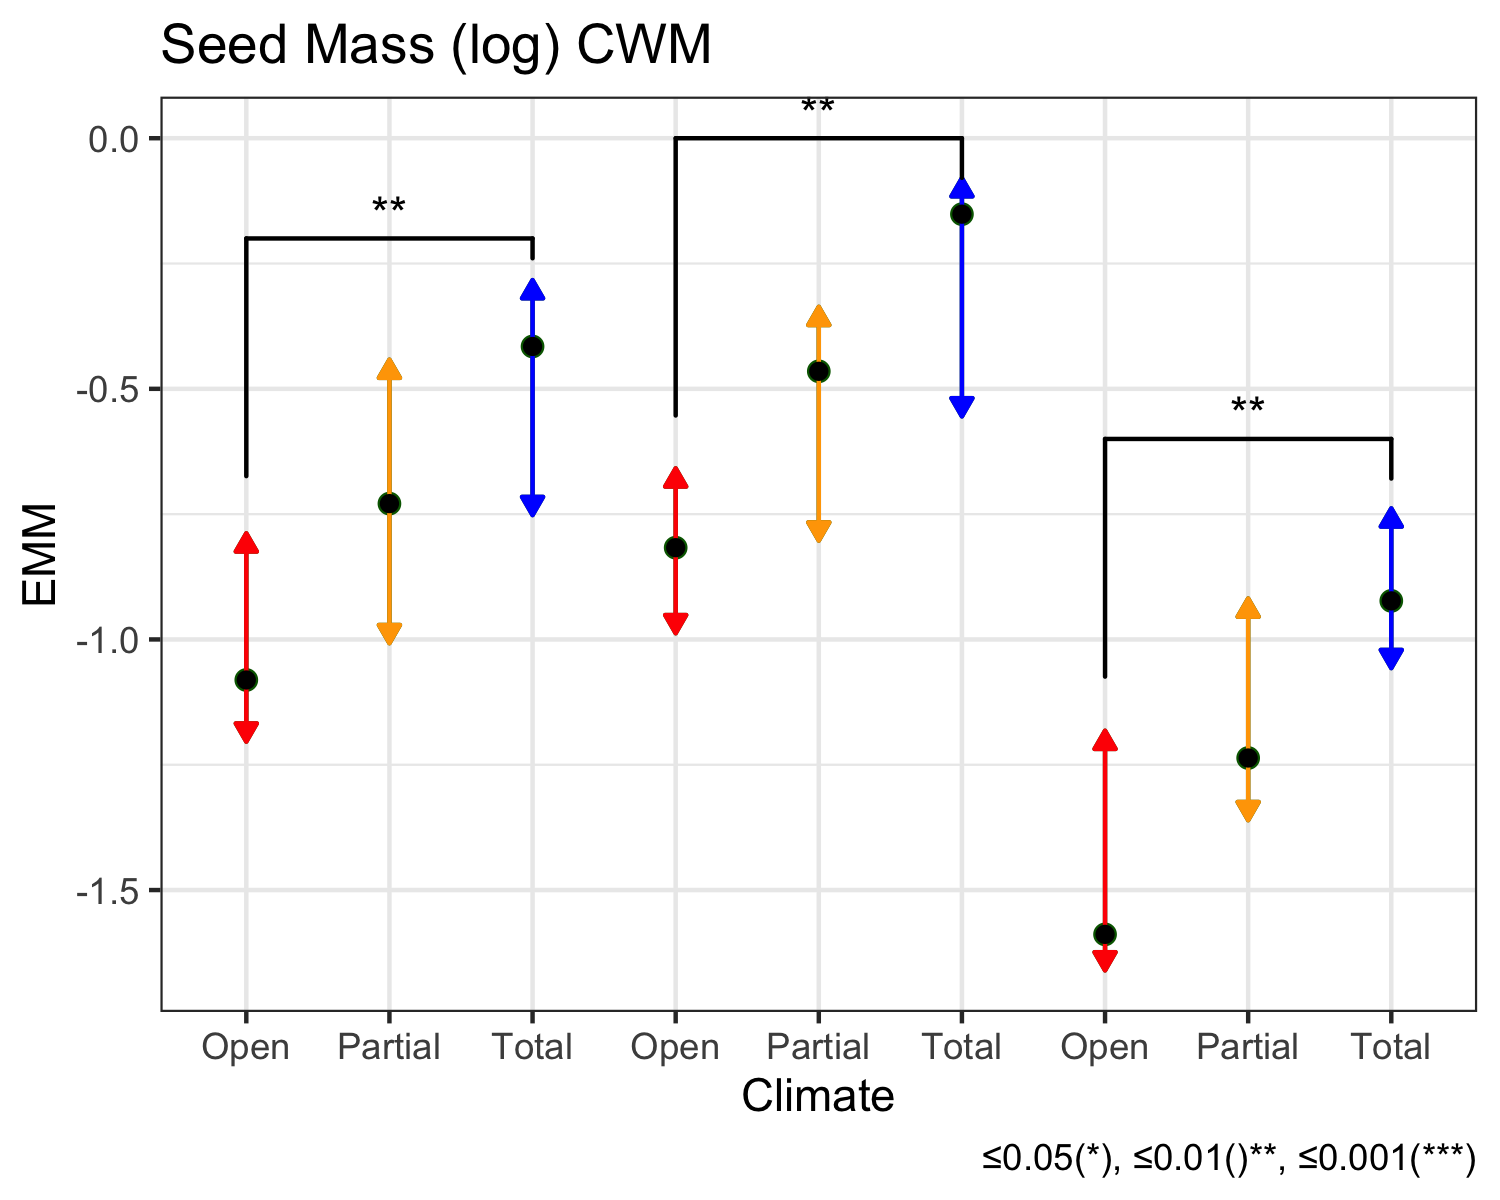 Seed Mass (log) CWM
**
0.0
**
-0.5
**
EMM
-1.0
-1.5
Open Partial Total Open Partial Total Open Partial Total
Climate
≤0.05(*), ≤0.01()**, ≤0.001(***)